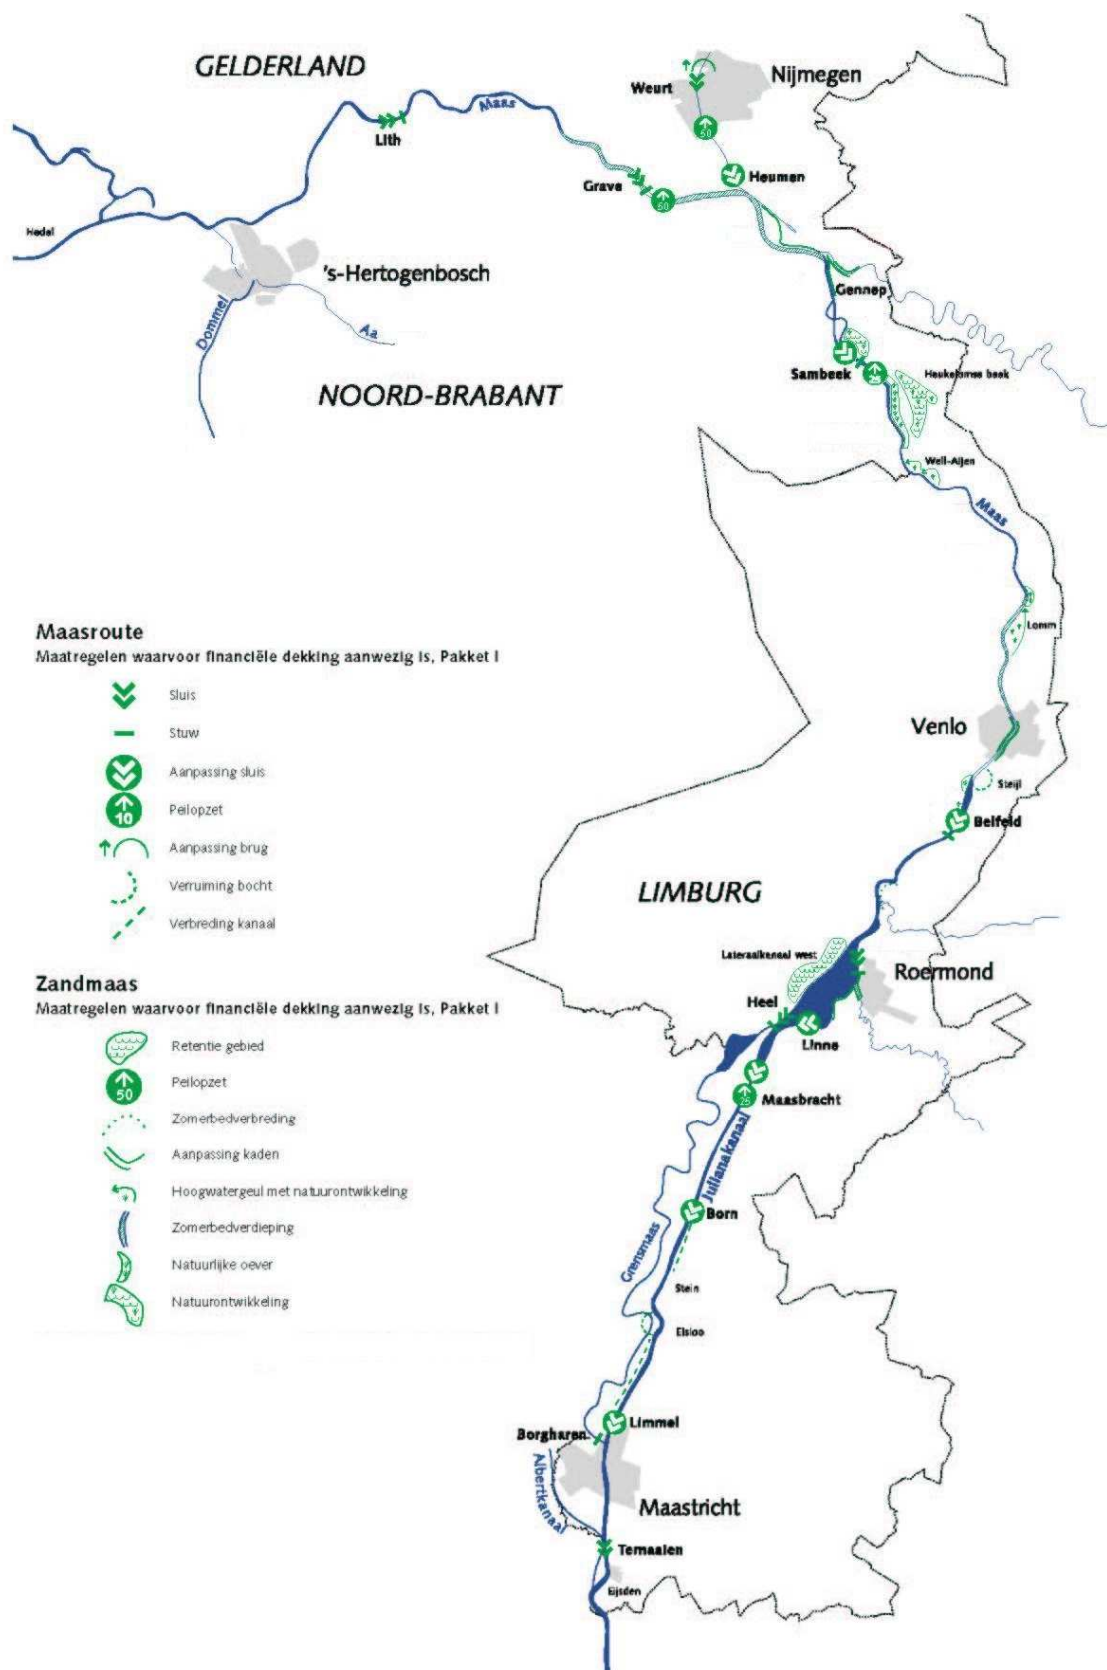 GELDERLAND
Nijmegen
Weurt
Maas
Lith
50
Heumen
Grave
50
Hedel
's-Hertogenbosch
Gennep
Dommel
Aa
Sambeek
25
Heukelomse beek
NOORD-BRABANT
Well-Aijen
Maas
Lomm
Venlo
Steijl
Belfeld
LIMBURG
Lateraalkanaal west
Roermond
Heel
Linne
25
Maasbracht
Julianakanaal
Born
Grensmaas
Stein
Elsloo
Limmel
Borgharen
Albertkanaal
Maastricht
Ternaaien
Eijsden
Maasroute
Maatregelen waarvoor financiële dekking aanwezig is, Pakket I
Sluis
Stuw
Aanpassing sluis
10
Peilopzet
Aanpassing brug
Verruiming bocht
Verbreding kanaal
Zandmaas
Maatregelen waarvoor financiële dekking aanwezig is, Pakket I
Retentie gebied
50
Peilopzet
Zomerbedverbreding
Aanpassing kaden
Hoogwatergeul met natuurontwikkeling
Zomerbedverdieping
Natuurlijke oever
Natuurontwikkeling